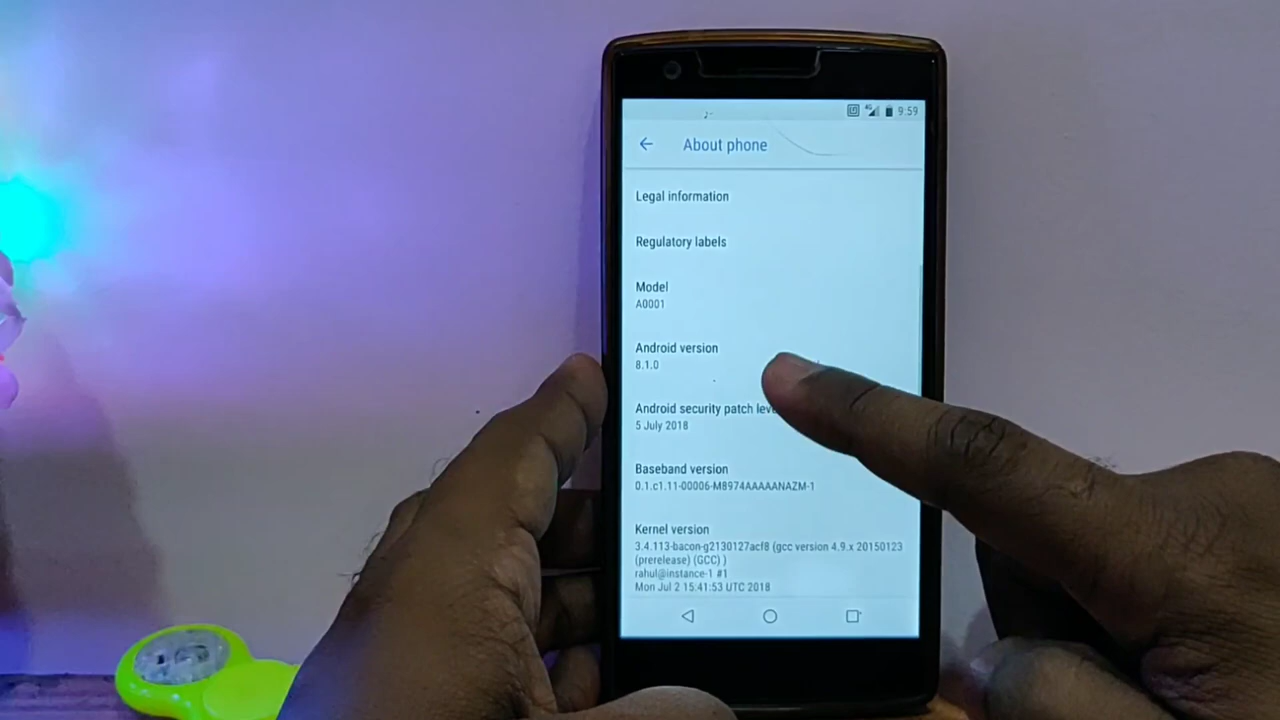 4G 9:59
About phone
Legal information
Regulatory labels
Model
A0001
Android version
8.1.0
Android security patch leve
5 July 2018
Baseband version
0.1.c1.11-00006-M8974AAAAANAZM-1
Kernel version
3.4.113-bacon-g2130127acf8 (gcc version 4.9.x 20150123
(prerelease) (GCC) )
rahul@instance-1 #1
Mon Jul 2 15:41:53 UTC 2018